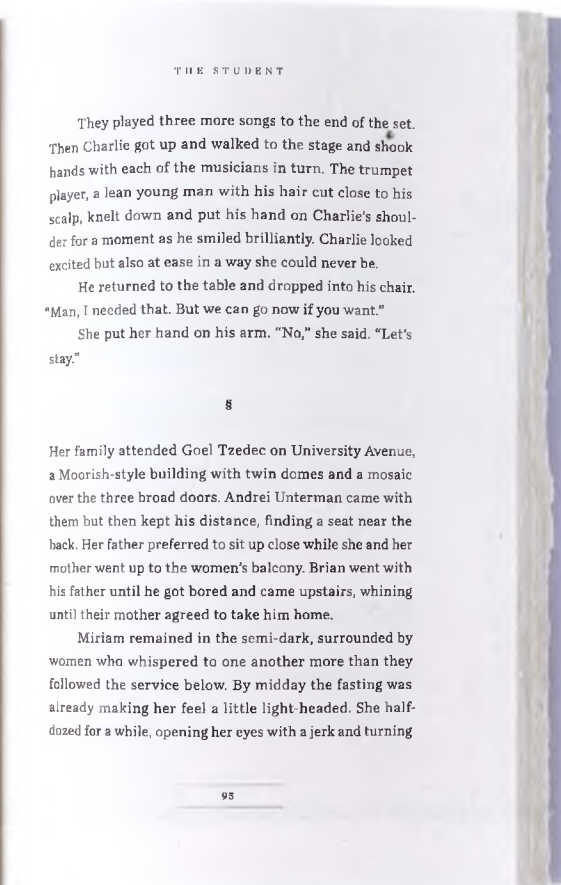 THE STUDENT
They played three more songs to the end of the set.
Then Charlie got up and walked to the stage and shook
hands with each of the musicians in turn. The trumpet
player, a lean young man with his hair cut close to his
scalp, knelt down and put his hand on Charlie's shoul-
der for a moment as he smiled brilliantly. Charlie looked
excited but also at ease in a way she could never be.
He returned to the table and dropped into his chair.
“Man, I needed that. But we can go now if you want.”
She put her hand on his arm. “No,” she said. “Let's
stay.”
§
Her family attended Goel Tzedec on University Avenue,
a Moorish-style building with twin domes and a mosaic
over the three broad doors. Andrei Unterman came with
them but then kept his distance, finding a seat near the
back. Her father preferred to sit up close while she and her
mother went up to the women's balcony. Brian went with
his father until he got bored and came upstairs, whining
until their mother agreed to take him home.
Miriam remained in the semi-dark, surrounded by
women who whispered to one another more than they
followed the service below. By midday the fasting was
already making her feel a little light-headed. She half-
dozed for a while, opening her eyes with a jerk and turning
95